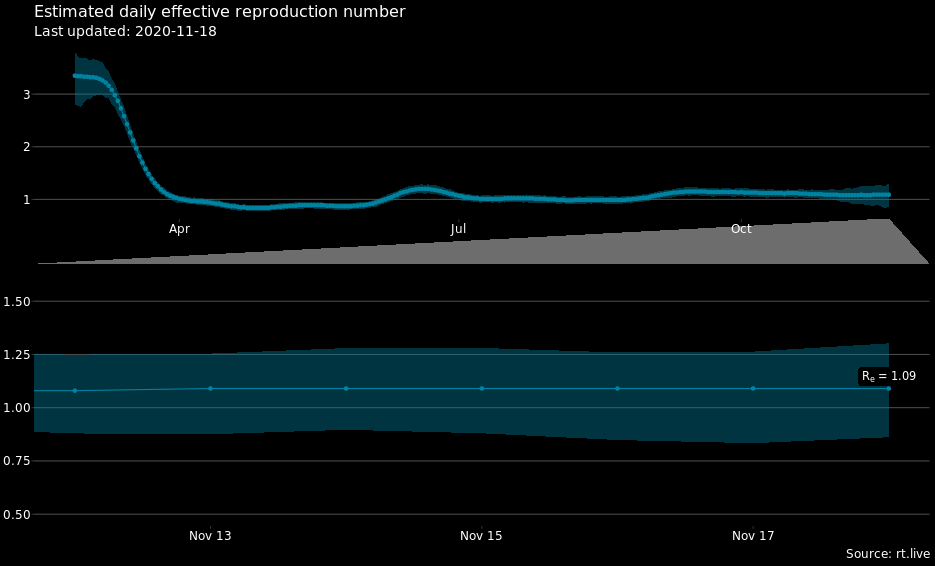 Estimated daily effective reproduction number
Last updated: 2020-11-18
3
2
1
Apr Jul Oct
1.50
1.25
Re = 1.09
1.00
0.75
0.50
Nov 13 Nov 15 Nov 17
Source: rt.live